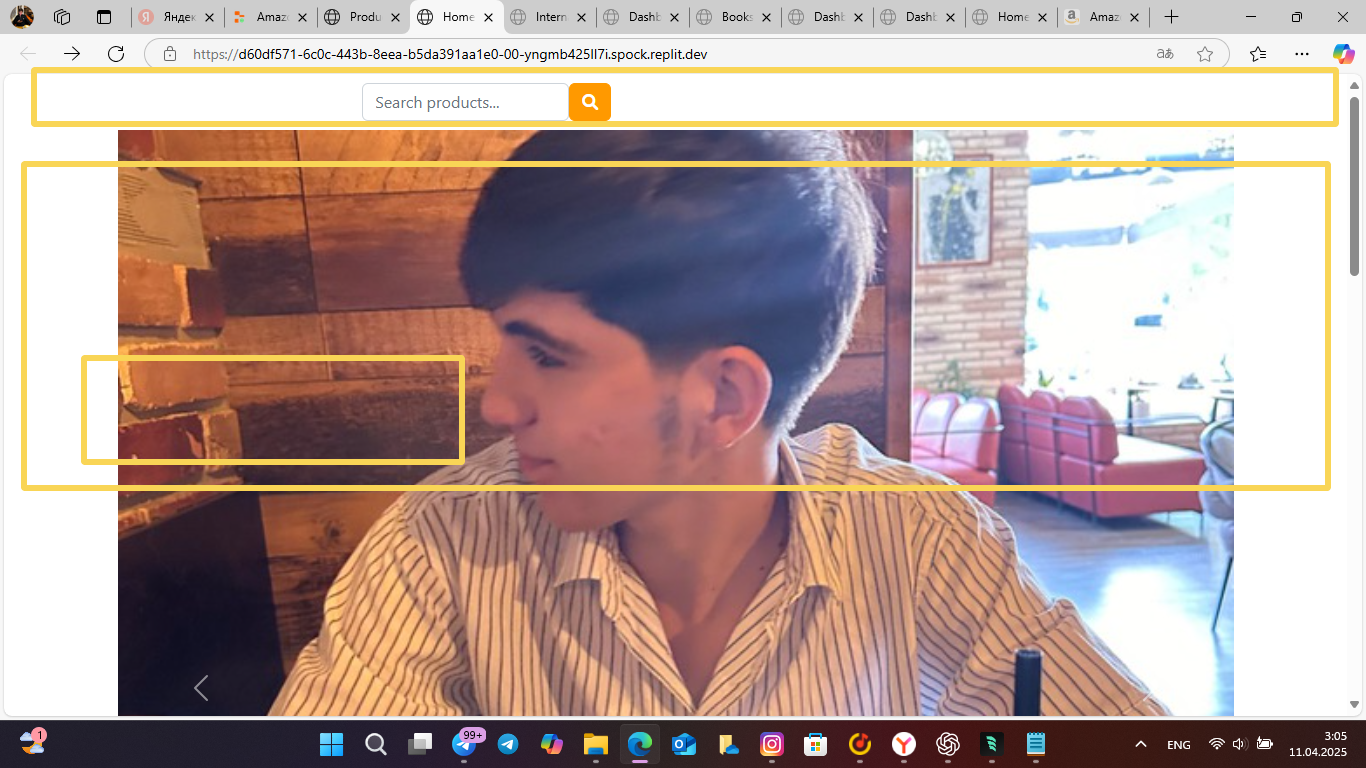 Яндек
Amaz
Produ
Home
Intern
Dashb
Books
Dashb
Dashb
Home
Amaz
https://d60df571-6c0c-443b-8eea-b5da391aa1e0-00-yngmb425ll7i.spock.replit.dev
Search products...
1
99+
ENG
3:05
11.04.2025